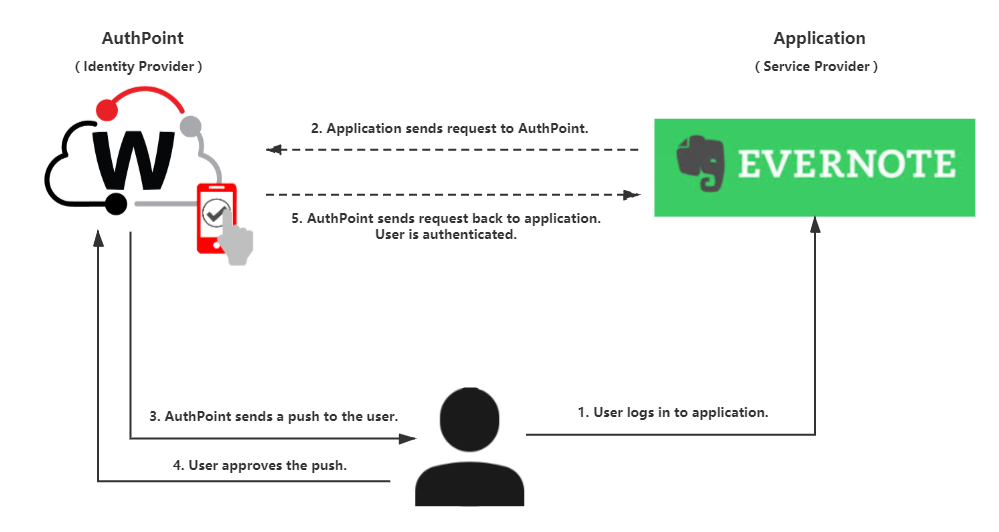 AuthPoint
( Identity Provider )
Application
( Service Provider )
W
2. Application sends request to AuthPoint.
EVERNOTE
5. AuthPoint sends request back to application.
User is authenticated.
3. AuthPoint sends a push to the user.
1. User logs in to application.
4. User approves the push.